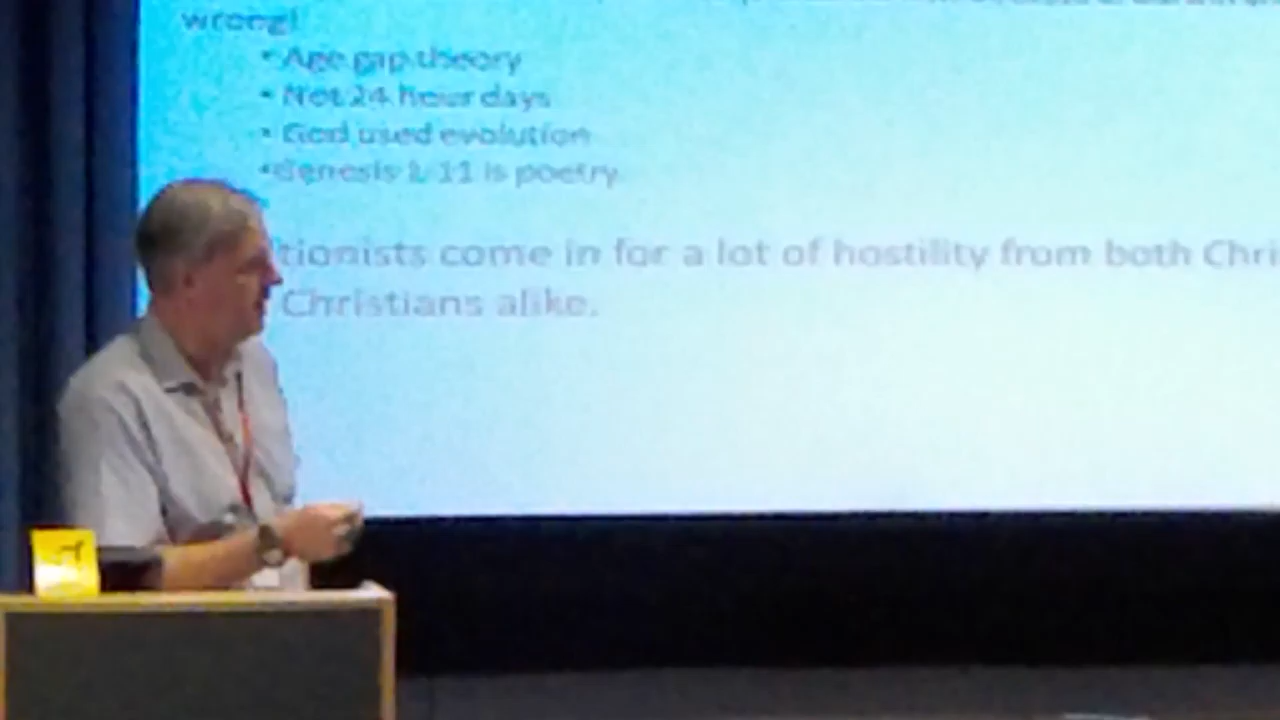 wrong!
• Age gap theory
• Not 24 hour days
• God used evolution
•Genesis 1-11 is poetry
tionists come in for a lot of hostility from both Chri
Christians alike.